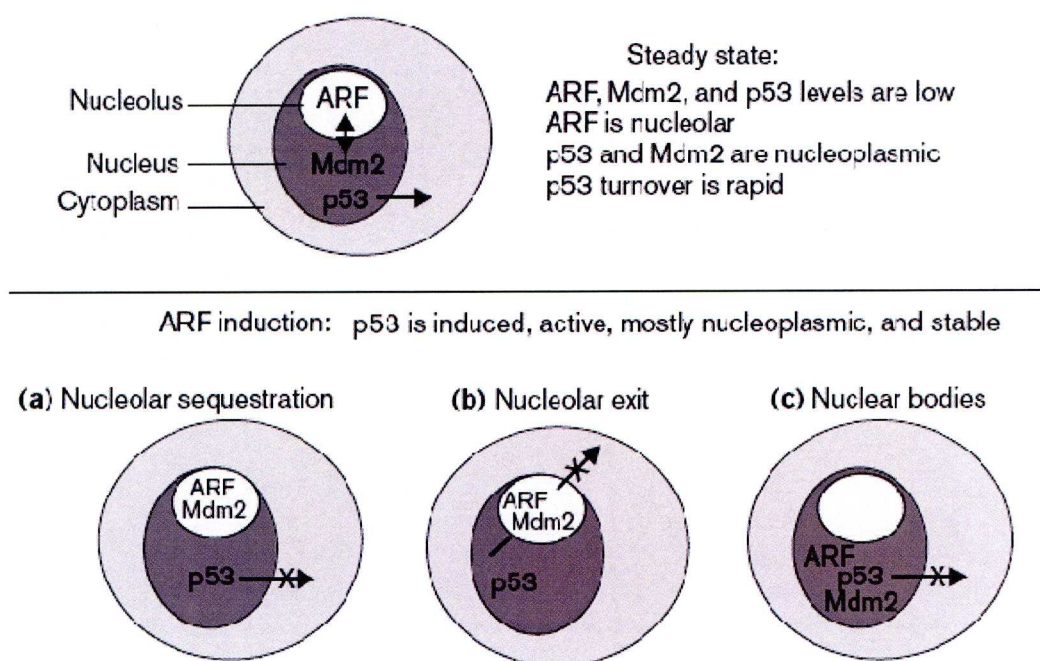 Steady state:
Nucleolus
ARF
ARF, Mdm2, and p53 levels are low
ARF is nucleolar
Nucleus
Mdm2
p53 and Mdm2 are nucleoplasmic
Cytoplasm
p53
p53 turnover is rapid
ARF induction: p53 is induced, active, mostly nucleoplasmic, and stable
(a) Nucleolar sequestration
(b) Nucleolar exit
(c) Nuclear bodies
ARF
Mdm2
p53
X
ARF
Mdm2
p53
X
ARF
p53
Mdm2
X